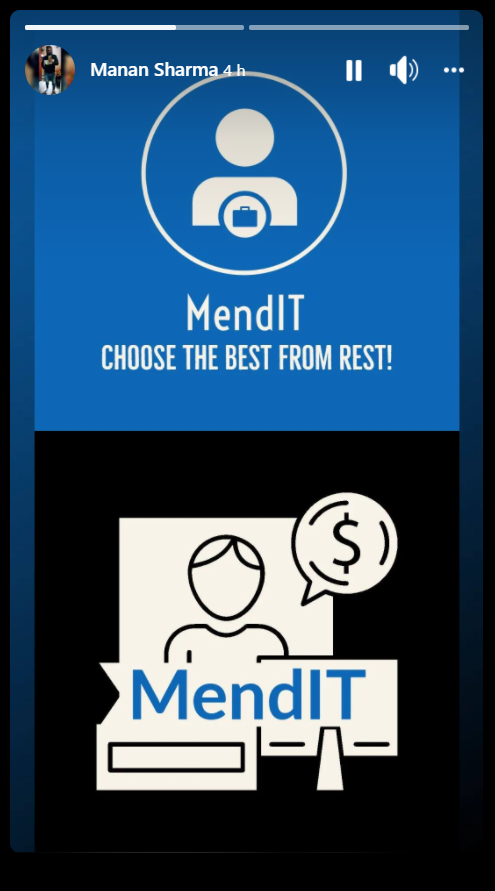 Manan Sharma 4 h
MendIT
CHOOSE THE BEST FROM REST!
$
MendIT